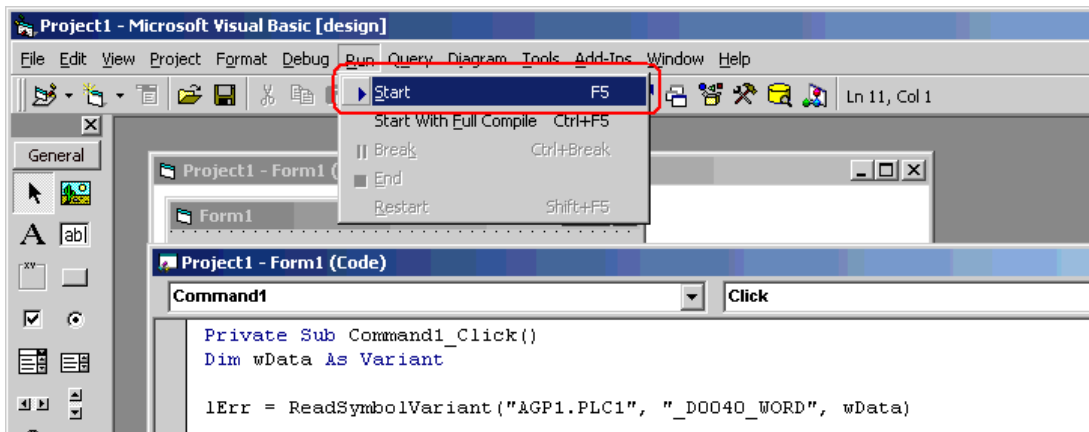 Project1 - Microsoft Visual Basic [design]
File Edit View Project Format Debug Run Query Diagram Tools Add-Ins Window Help
Start F5
Ln 11, Col 1
Start With Full Compile Ctrl+F5
General
Break Ctrl+Break
Project1 - Form1 (
End
Restart Shift+F5
Form1
A ab
xv
Project1 - Form1 (Code)
Command1 Click
Private Sub Command1_Click()
Dim wData As Variant
lErr = ReadSymbolVariant("AGP1.PLC1", "_D0040_WORD", wData)